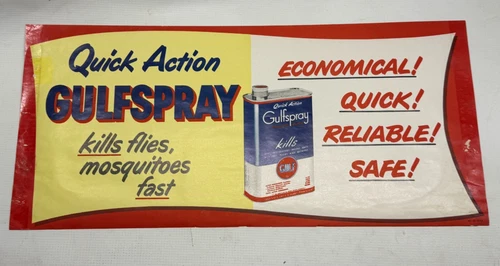 Quick Action
GULFSPRAY
kills flies,
mosquitoes
fast
Quick Action
Gulfspray
kills
ECONOMICAL!
QUICK!
RELIABLE!
SAFE!